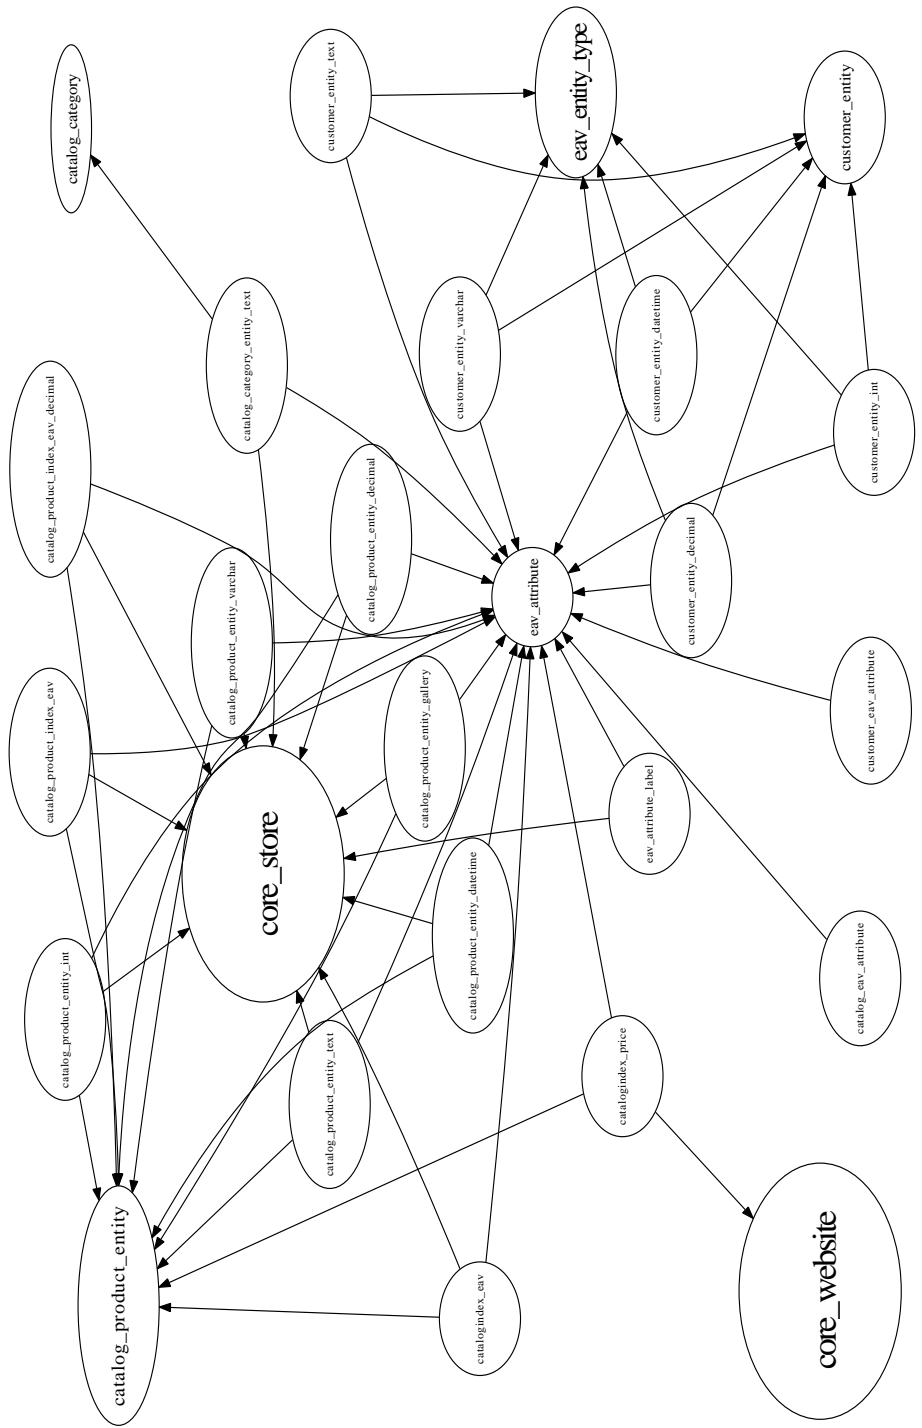 catalog_category
customer_entity_text
eav_entity_type
customer_entity
catalog_product_index_eav_decimal
catalog_category_entity_text
customer_entity_varchar
customer_entity_datetime
customer_entity_int
catalog_product_entity_varchar
catalog_product_entity_decimal
eav_attribute
customer_entity_decimal
catalog_product_index_eav
catalog_product_entity_gallery
customer_eav_attribute
core_store
eav_attribute_label
catalog_product_entity_int
catalog_product_entity_datetime
catalog_eav_attribute
catalog_product_entity_text
catalogindex_price
catalog_product_entity
catalogindex_eav
core_website